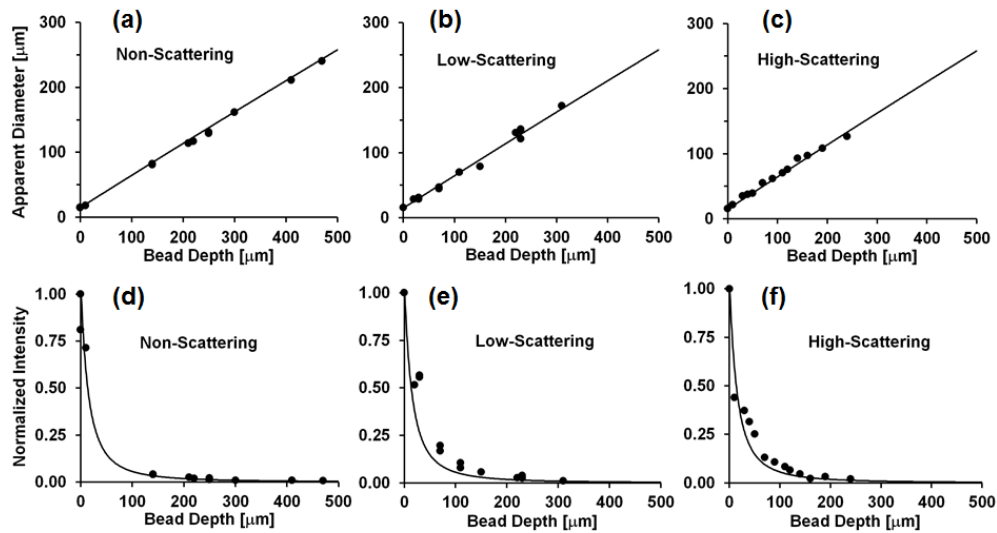 (a)
Non-Scattering
Apparent Diameter [μm]
300
200
100
0
0 100 200 300 400 500
Bead Depth [μm]
(b)
Low-Scattering
300
200
100
0
0 100 200 300 400 500
Bead Depth [μm]
(c)
High-Scattering
300
200
100
0
0 100 200 300 400 500
Bead Depth [μm]
(d)
Non-Scattering
Normalized Intensity
1.00
0.75
0.50
0.25
0.00
0 100 200 300 400 500
Bead Depth [μm]
(e)
Low-Scattering
1.00
0.75
0.50
0.25
0.00
0 100 200 300 400 500
Bead Depth [μm]
(f)
High-Scattering
1.00
0.75
0.50
0.25
0.00
0 100 200 300 400 500
Bead Depth [μm]